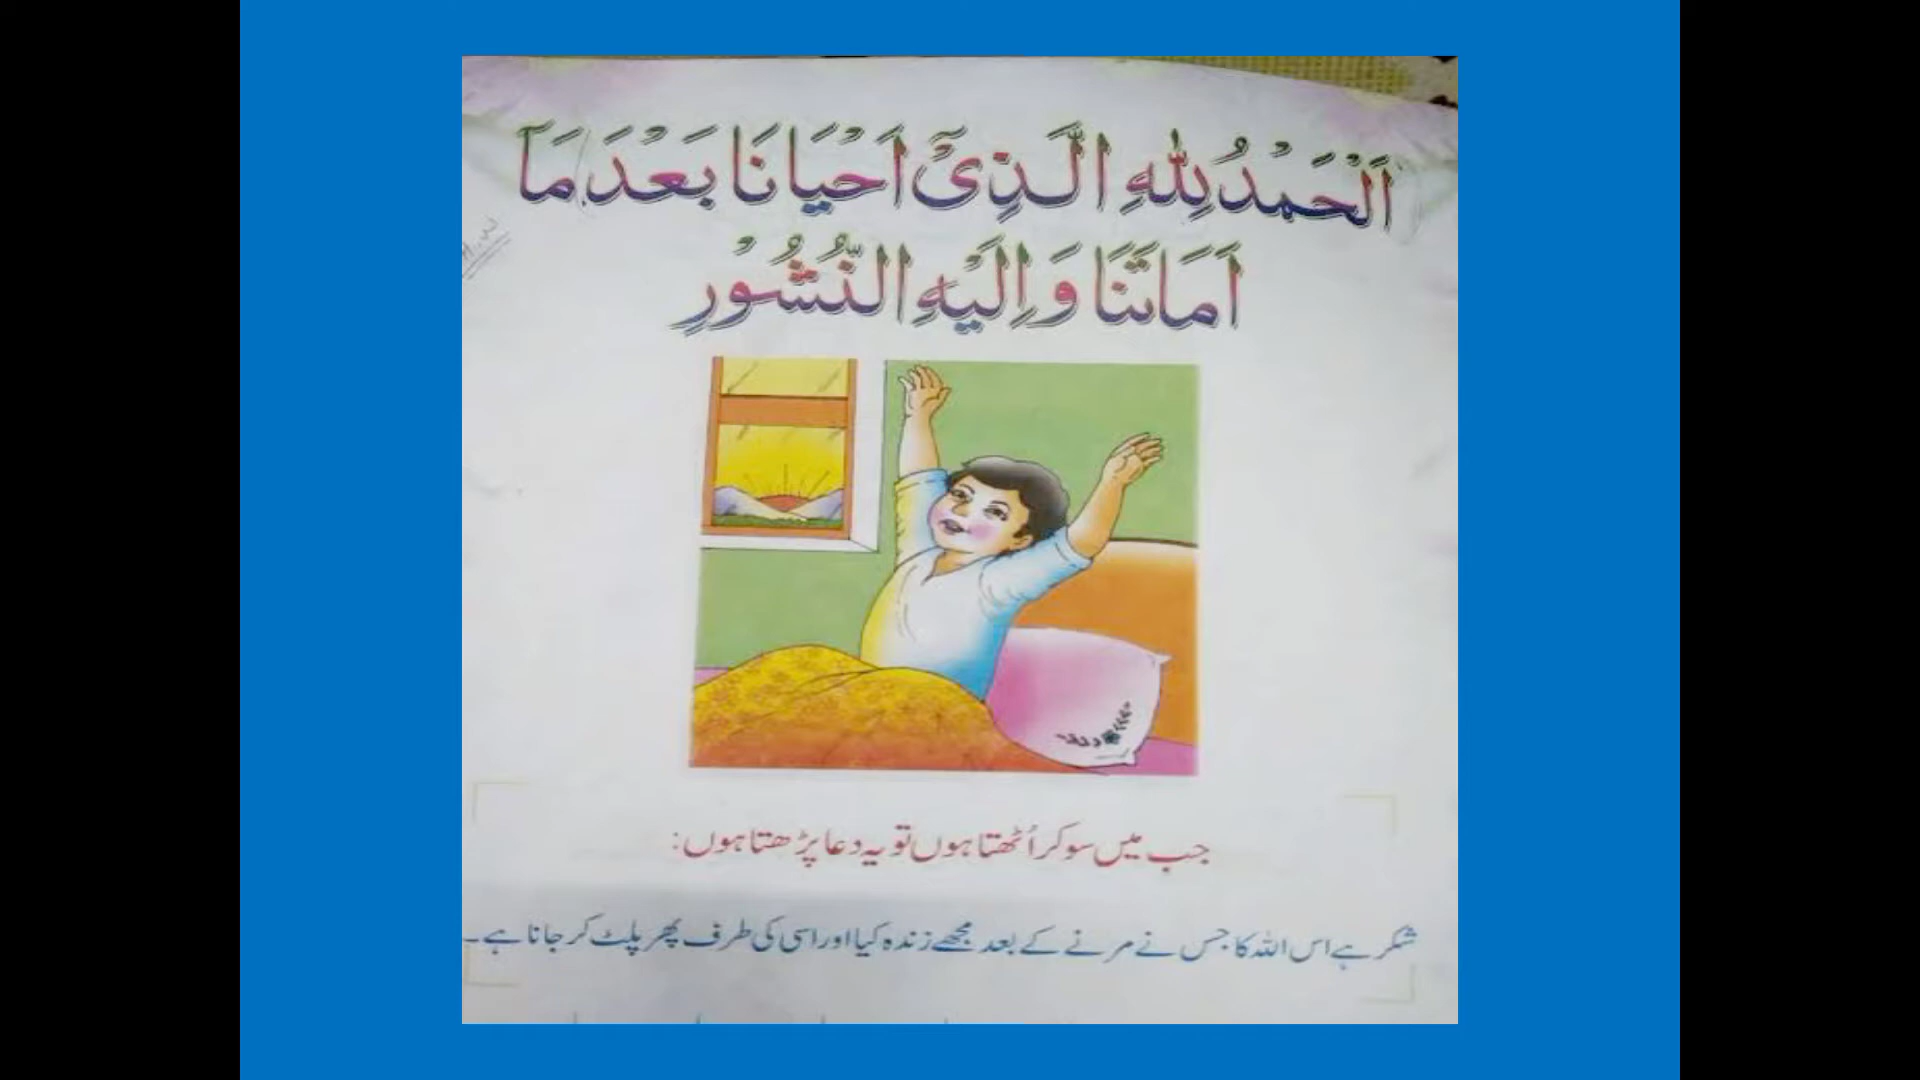 اَلْحَمْدُ لِلّٰهِ الَّذِیْٓ اَحْیَانَا بَعْدَ مَآ
اَمَاتَنَا وَاِلَیْهِ النُّشُوْرِ
جب میں سو کر اُٹھتا ہوں تو یہ دعا پڑھتا ہوں:
شکر ہے اس اللہ کا جس نے مرنے کے بعد مجھے زندہ کیا اور اسی کی طرف پھر پلٹ کر جانا ہے۔